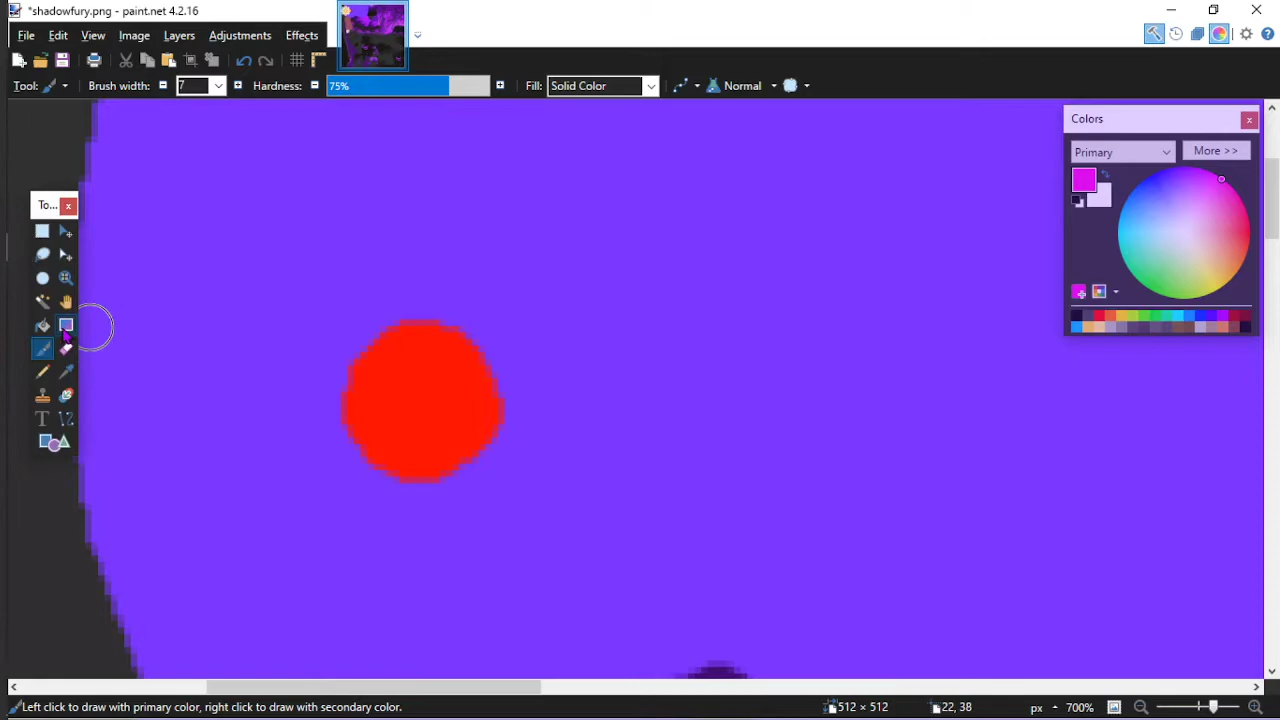 *shadowfury.png - paint.net 4.2.16
File Edit View Image Layers Adjustments Effects
Tool: Brush width: 7 Hardness: 75% Fill: Solid Color Normal
Colors
Primary More >>
To...
Left click to draw with primary color, right click to draw with secondary color. 512 × 512 22, 38 px 700%